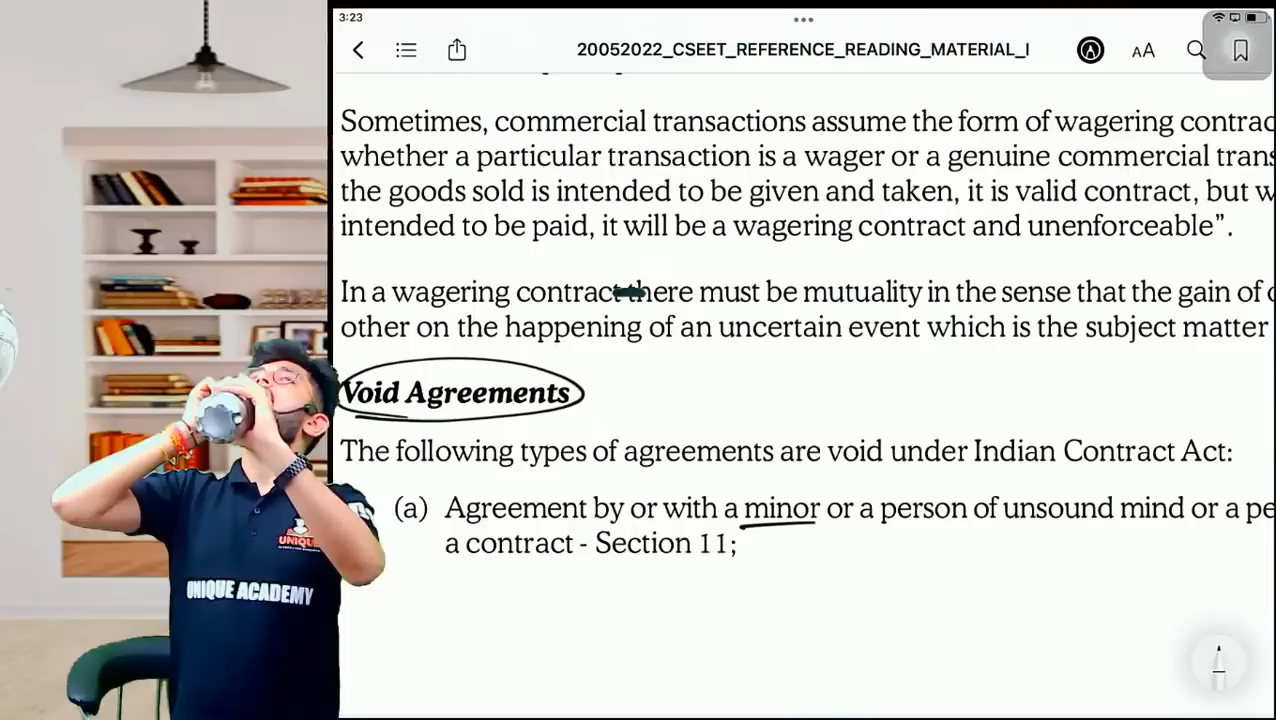 3:23
20052022_CSEET_REFERENCE_READING_MATERIAL_I
AA
Sometimes, commercial transactions assume the form of wagering contrac
whether a particular transaction is a wager or a genuine commercial trans
the goods sold is intended to be given and taken, it is valid contract, but w
intended to be paid, it will be a wagering contract and unenforceable”.
In a wagering contract there must be mutuality in the sense that the gain of o
other on the happening of an uncertain event which is the subject matter
Void Agreements
The following types of agreements are void under Indian Contract Act:
(a) Agreement by or with a minor or a person of unsound mind or a pe
a contract - Section 11;
UNIQUE
UNIQUE ACADEMY